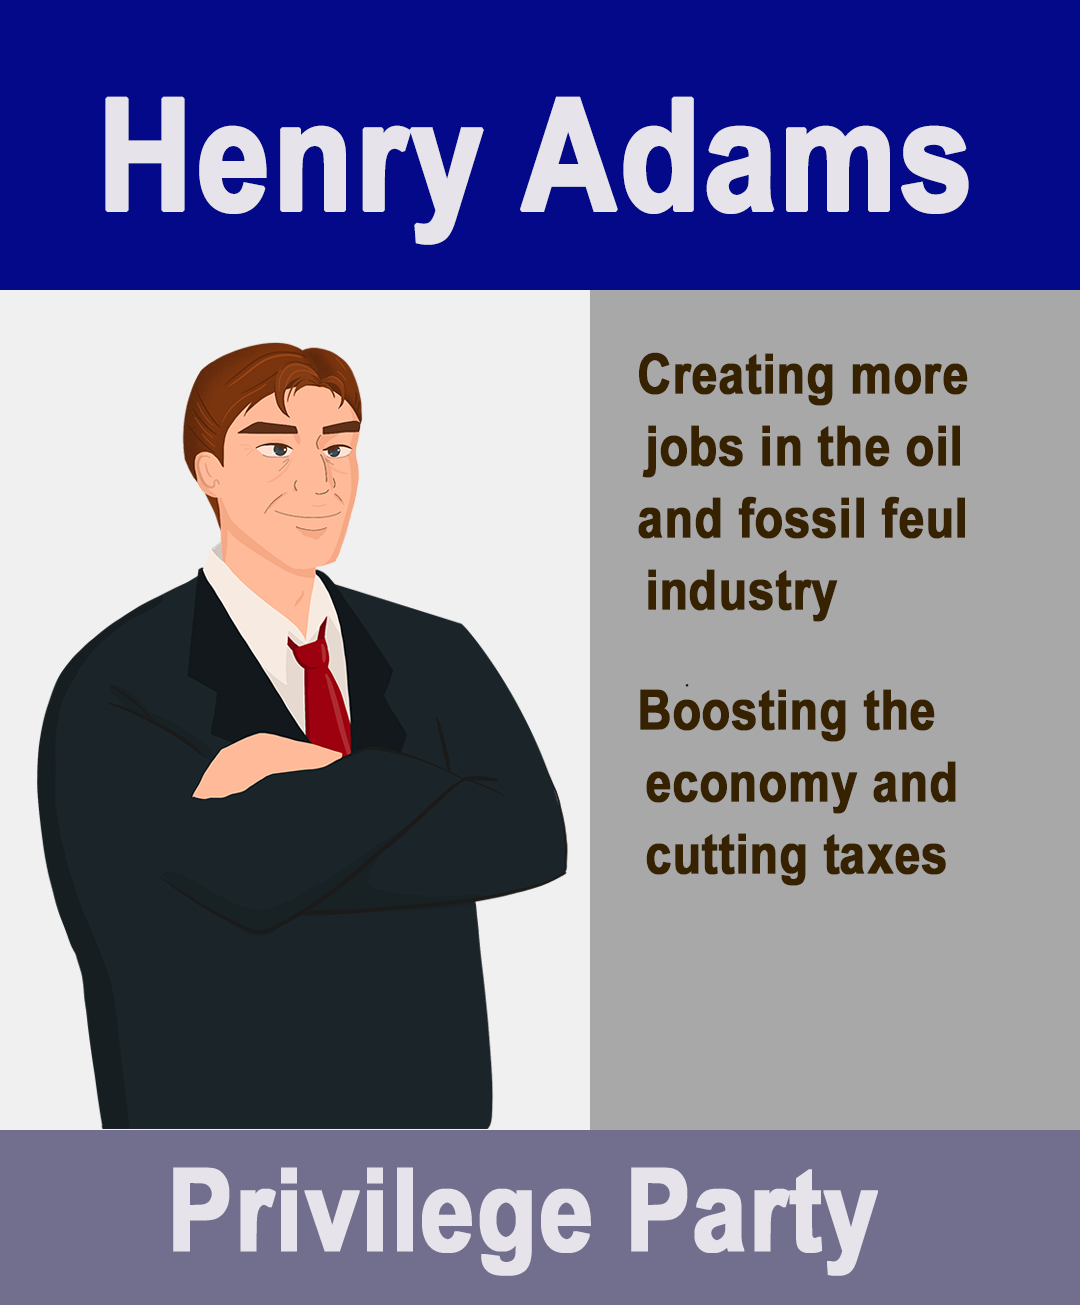 Henry Adams
Creating more
jobs in the oil
and fossil feul
industry
Boosting the
economy and
cutting taxes
Privilege Party